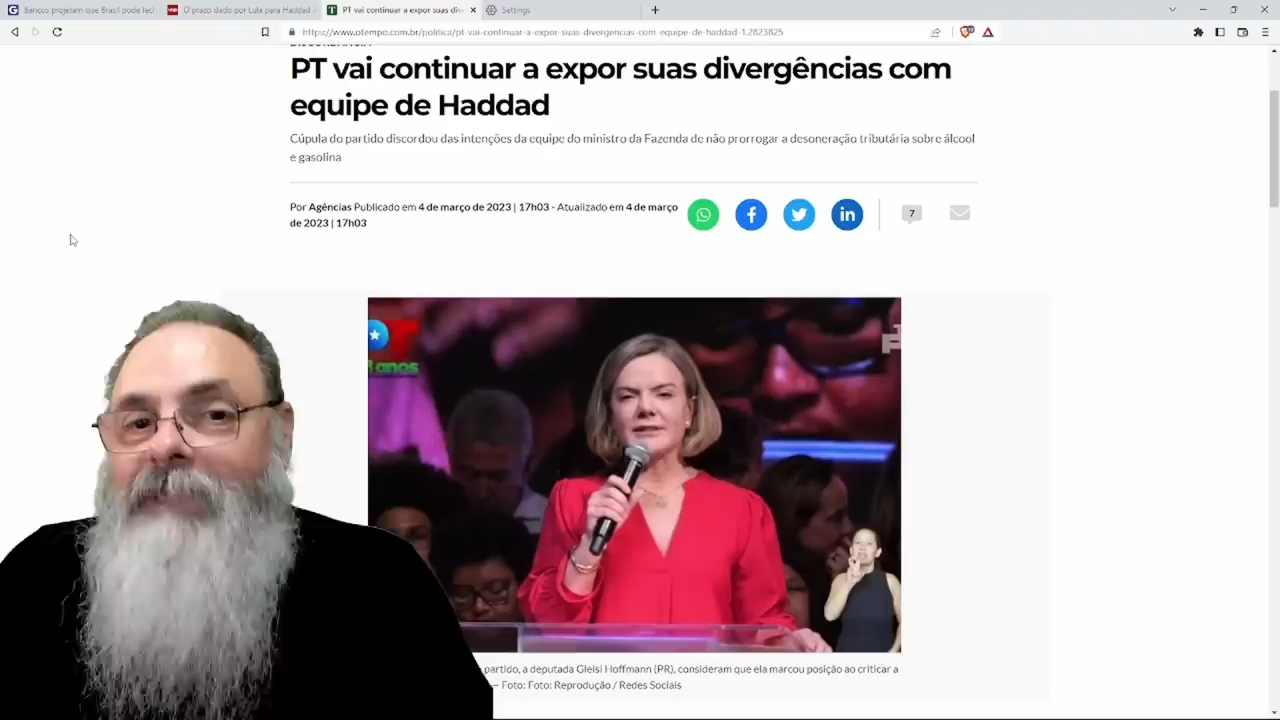 Bancos projetam que Brasil pode fech
O prazo dado por Lula para Haddad
PT vai continuar a expor suas div
Settings
https://www.otempo.com.br/politica/pt-vai-continuar-a-expor-suas-divergencias-com-equipe-de-haddad-1.2823825
PT vai continuar a expor suas divergências com
equipe de Haddad
Cúpula do partido discordou das intenções da equipe do ministro da Fazenda de não prorrogar a desoneração tributária sobre álcool
e gasolina
Por Agências Publicado em 4 de março de 2023 | 17h03 - Atualizado em 4 de março
de 2023 | 17h03
7
anos
partido, a deputada Gleisi Hoffmann (PR), consideram que ela marcou posição ao criticar a
— Foto: Foto: Reprodução / Redes Sociais